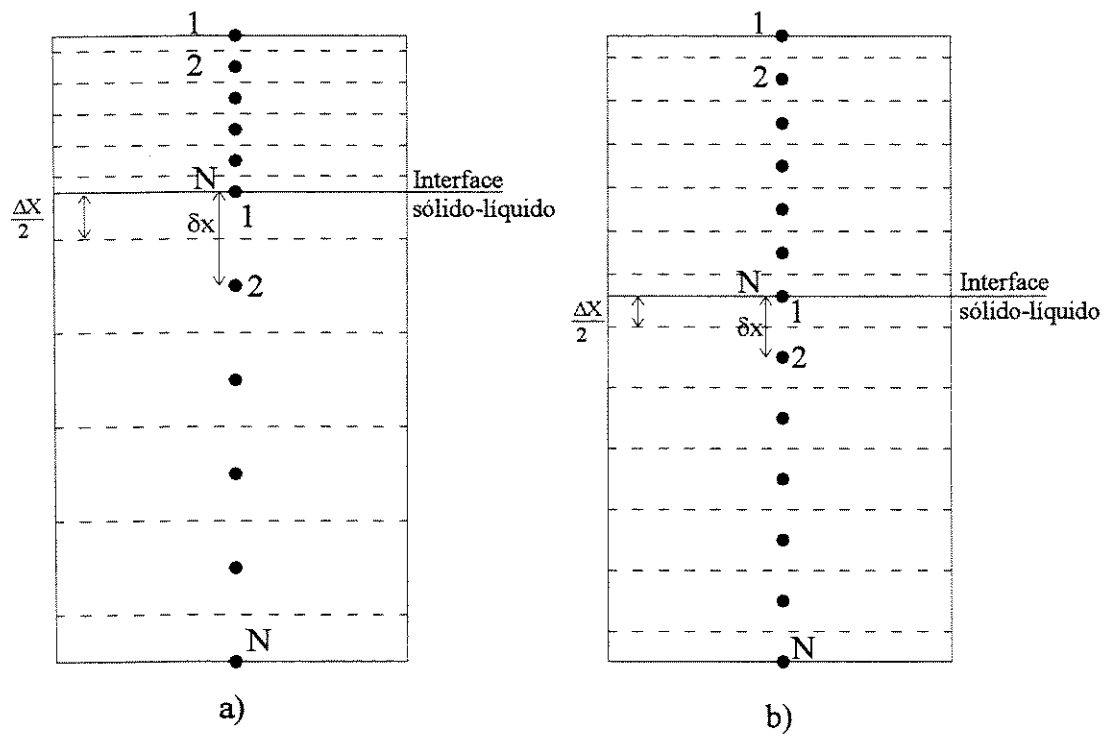 1
2
N
Interface
sólido-líquido
ΔX
2
δx
1
2
N
a)
1
2
N
Interface
sólido-líquido
ΔX
2
δx
1
2
N
b)